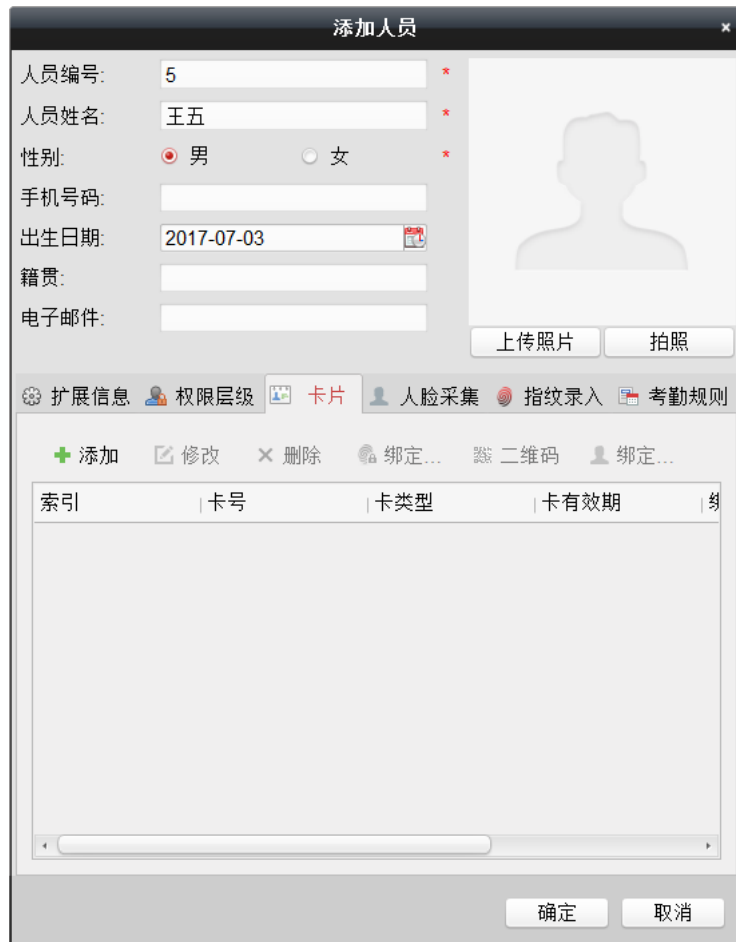 添加人员 ×
人员编号: 5 *
人员姓名: 王五 *
性别: 男 女 *
手机号码:
出生日期: 2017-07-03
籍贯:
电子邮件:
上传照片 拍照
扩展信息 权限层级 卡片 人脸采集 指纹录入 考勤规则
添加 修改 删除 绑定... 二维码 绑定...
索引 卡号 卡类型 卡有效期
确定 取消